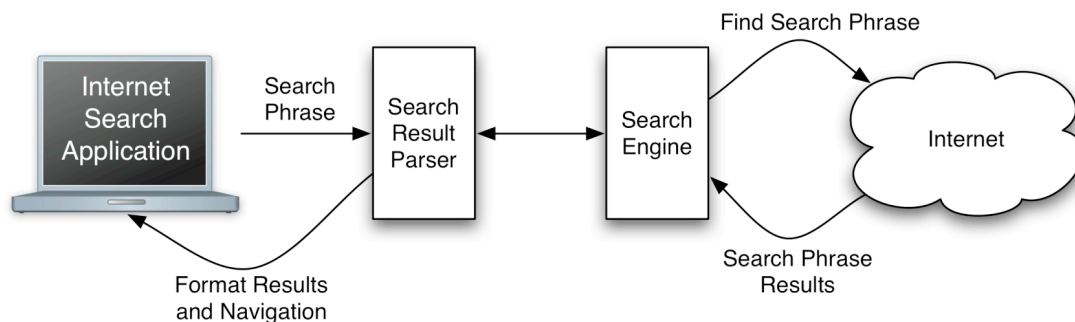 Internet
Search
Application
Search
Phrase
Search
Result
Parser
Format Results
and Navigation
Search
Engine
Find Search Phrase
Internet
Search Phrase
Results